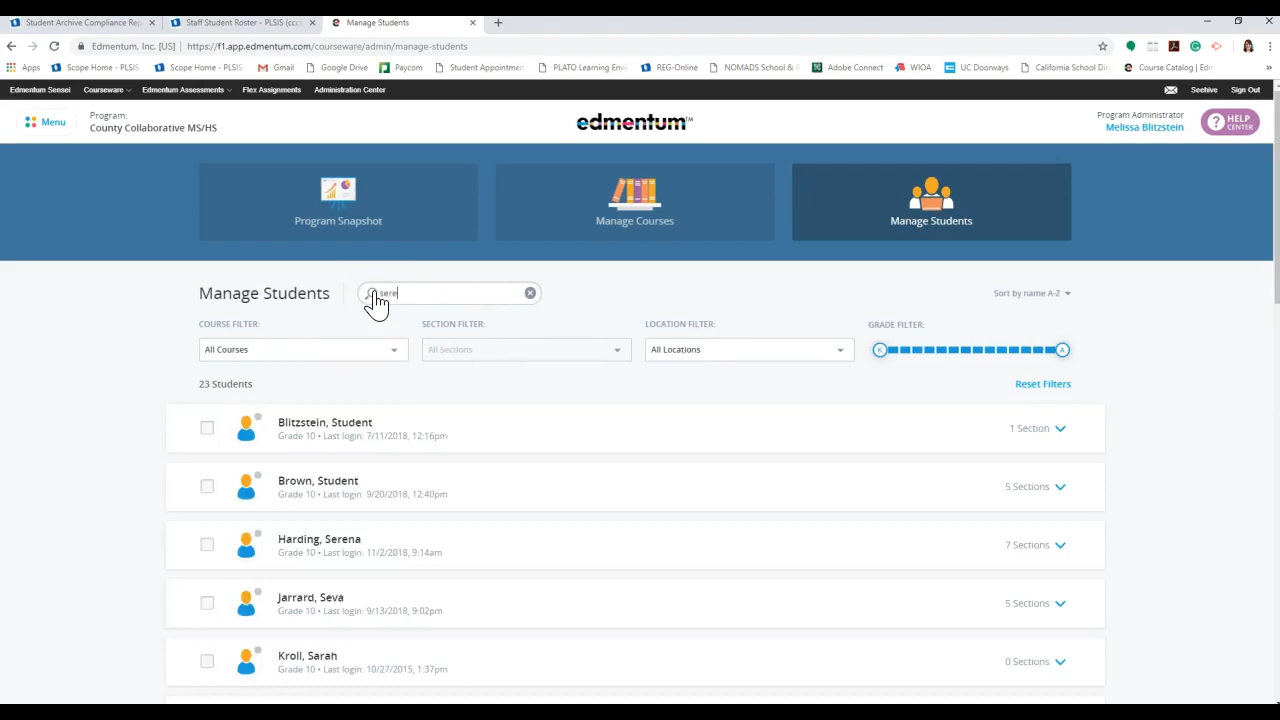 Student Archive Compliance Rep
Staff Student Roster - PLSIS (ccc
Manage Students
Edmentum, Inc. [US] | https://f1.app.edmentum.com/courseware/admin/manage-students
Apps
Scope Home - PLSIS
Scope Home - PLSIS
Gmail
Google Drive
Paycom
Student Appointmen
PLATO Learning Envi
REG-Online
NOMADS School & R
Adobe Connect
WIOA
UC Doorways
California School Dir
Course Catalog | Edm
»
Edmentum Sensei
Courseware
Edmentum Assessments
Flex Assignments
Administration Center
Seehive
Sign Out
Menu
Program:
County Collaborative MS/HS
edmentum™
Program Administrator
Melissa Blitzstein
? HELP CENTER
Program Snapshot
Manage Courses
Manage Students
Manage Students
sere
Sort by name A-Z
COURSE FILTER:
SECTION FILTER:
LOCATION FILTER:
GRADE FILTER:
All Courses
All Sections
All Locations
K
A
23 Students
Reset Filters
Blitzstein, Student
Grade 10 • Last login: 7/11/2018, 12:16pm
1 Section
Brown, Student
Grade 10 • Last login: 9/20/2018, 12:40pm
5 Sections
Harding, Serena
Grade 10 • Last login: 11/2/2018, 9:14am
7 Sections
Jarrard, Seva
Grade 10 • Last login: 9/13/2018, 9:02pm
5 Sections
Kroll, Sarah
Grade 10 • Last login: 10/27/2015, 1:37pm
0 Sections